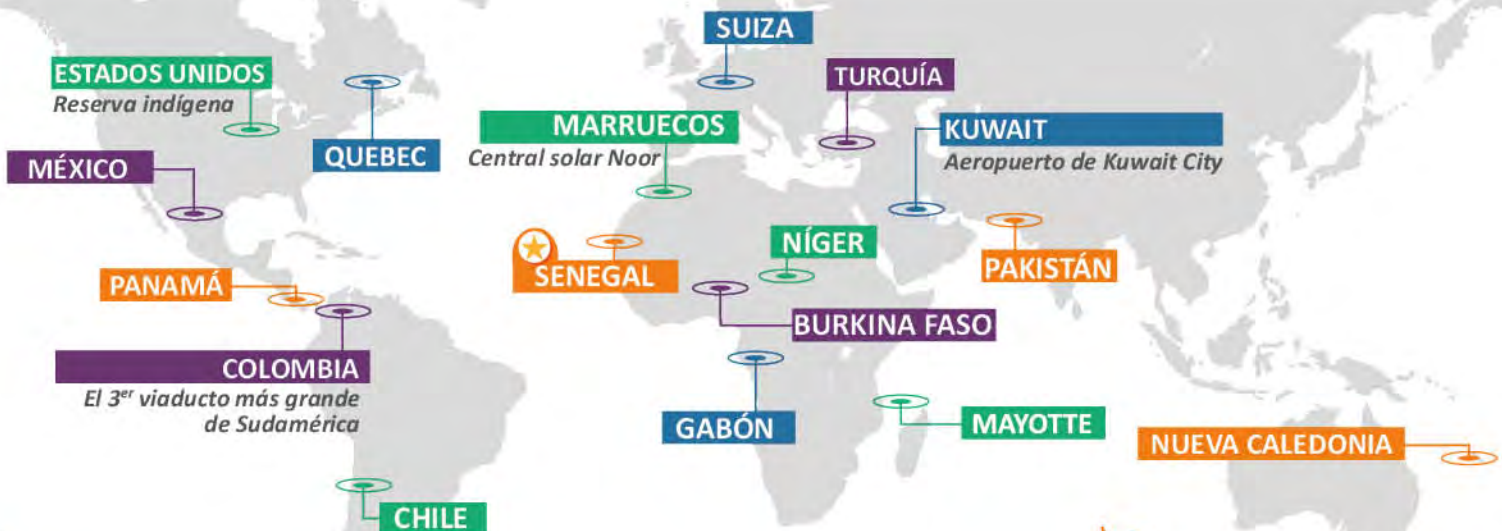 SUIZA
ESTADOS UNIDOS
Reserva indígena
TURQUÍA
MARRUECOS
Central solar Noor
KUWAIT
Aeropuerto de Kuwait City
QUEBEC
MÉXICO
NÍGER
SENEGAL
PAKISTÁN
PANAMÁ
BURKINA FASO
COLOMBIA
El 3er viaducto más grande
de Sudamérica
GABÓN
MAYOTTE
NUEVA CALEDONIA
CHILE